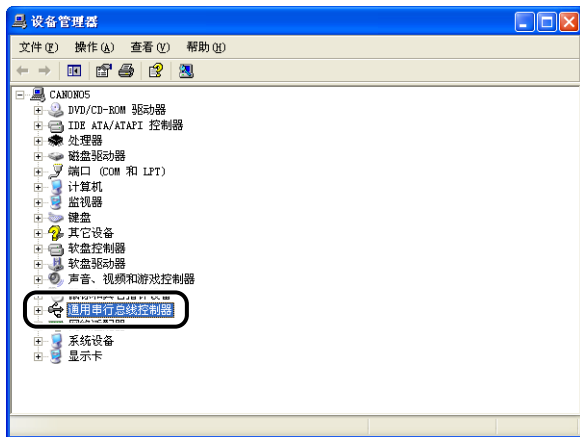 设备管理器
文件(F) 操作(A) 查看(V) 帮助(H)
CANON05
DVD/CD-ROM 驱动器
IDE ATA/ATAPI 控制器
处理器
磁盘驱动器
端口 (COM 和 LPT)
计算机
监视器
键盘
其它设备
软盘控制器
软盘驱动器
声音、视频和游戏控制器
通用串行总线控制器
系统设备
显示卡